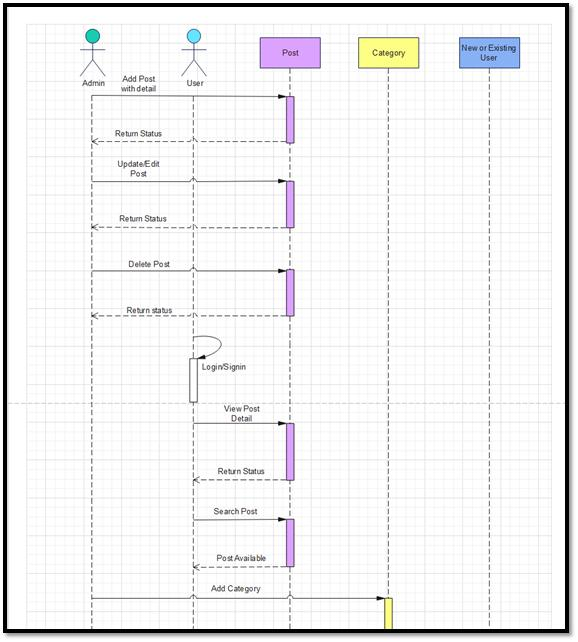 Post
Category
New or Existing
User
Admin
User
Add Post
with detail
Return Status
Update/Edit
Post
Return Status
Delete Post
Return status
Login/Signin
View Post
Detail
Return Status
Search Post
Post Available
Add Category